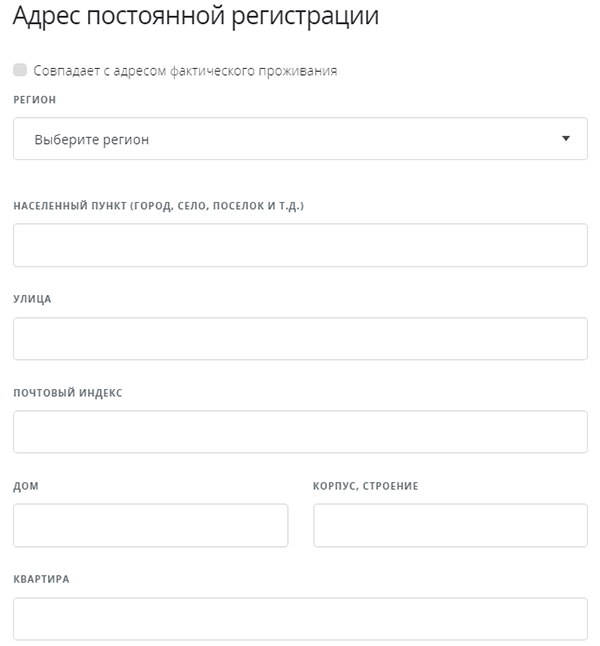 Адрес постоянной регистрации
Совпадает с адресом фактического проживания
РЕГИОН
Выберите регион
НАСЕЛЕННЫЙ ПУНКТ (ГОРОД, СЕЛО, ПОСЕЛОК И Т.Д.)
УЛИЦА
ПОЧТОВЫЙ ИНДЕКС
ДОМ
КОРПУС, СТРОЕНИЕ
КВАРТИРА